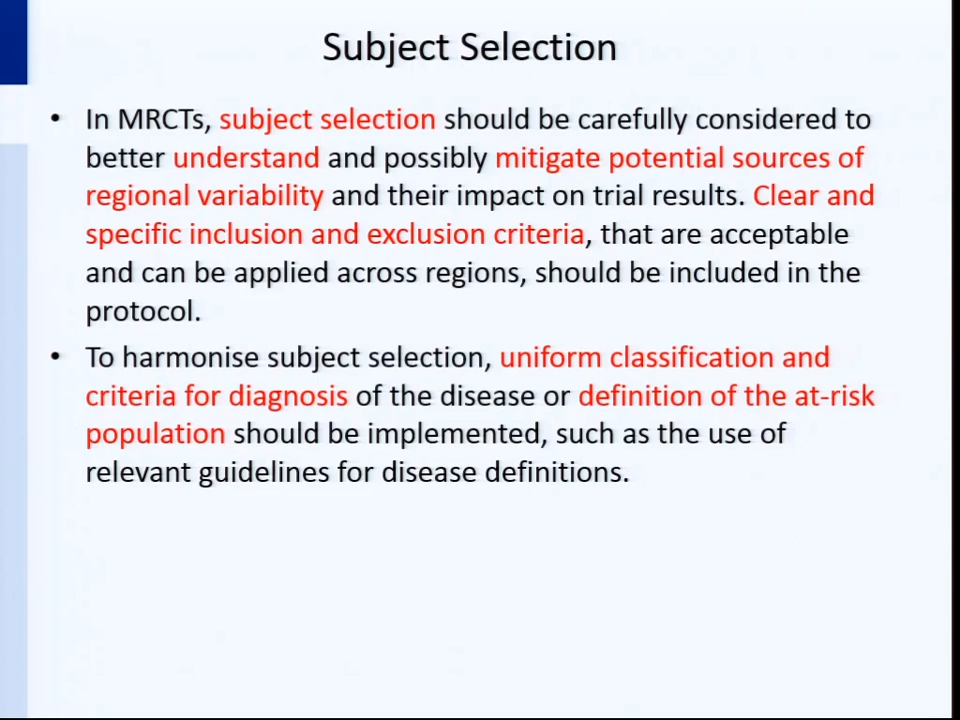 Subject Selection
• In MRCTs, subject selection should be carefully considered to
better understand and possibly mitigate potential sources of
regional variability and their impact on trial results. Clear and
specific inclusion and exclusion criteria, that are acceptable
and can be applied across regions, should be included in the
protocol.
• To harmonise subject selection, uniform classification and
criteria for diagnosis of the disease or definition of the at-risk
population should be implemented, such as the use of
relevant guidelines for disease definitions.